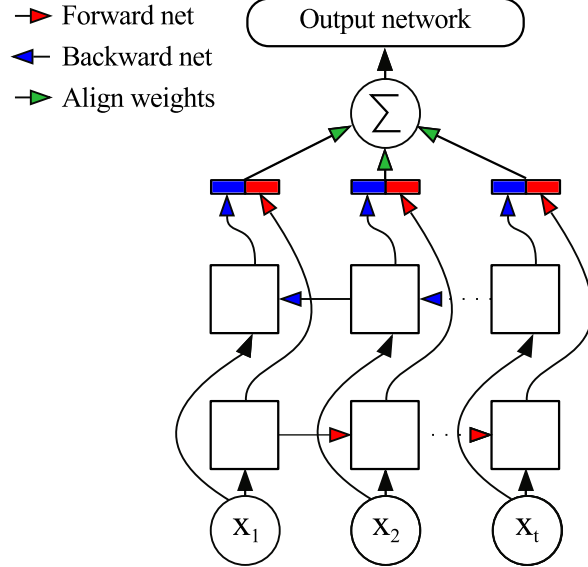 Output network
Forward net
Backward net
Align weights
∑
X₁ X₂ Xₜ